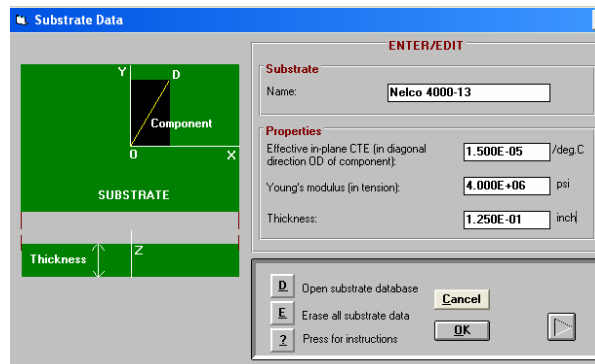 Substrate Data
ENTER/EDIT
Substrate
Name: Nelco 4000-13
Properties
Effective in-plane CTE (in diagonal
direction OD of component): 1.500E-05 /deg.C
Young's modulus (in tension): 4.000E+06 psi
Thickness: 1.250E-01 inch
Y
D
Component
0
X
SUBSTRATE
Z
Thickness
D Open substrate database
Cancel
E Erase all substrate data
OK
? Press for instructions